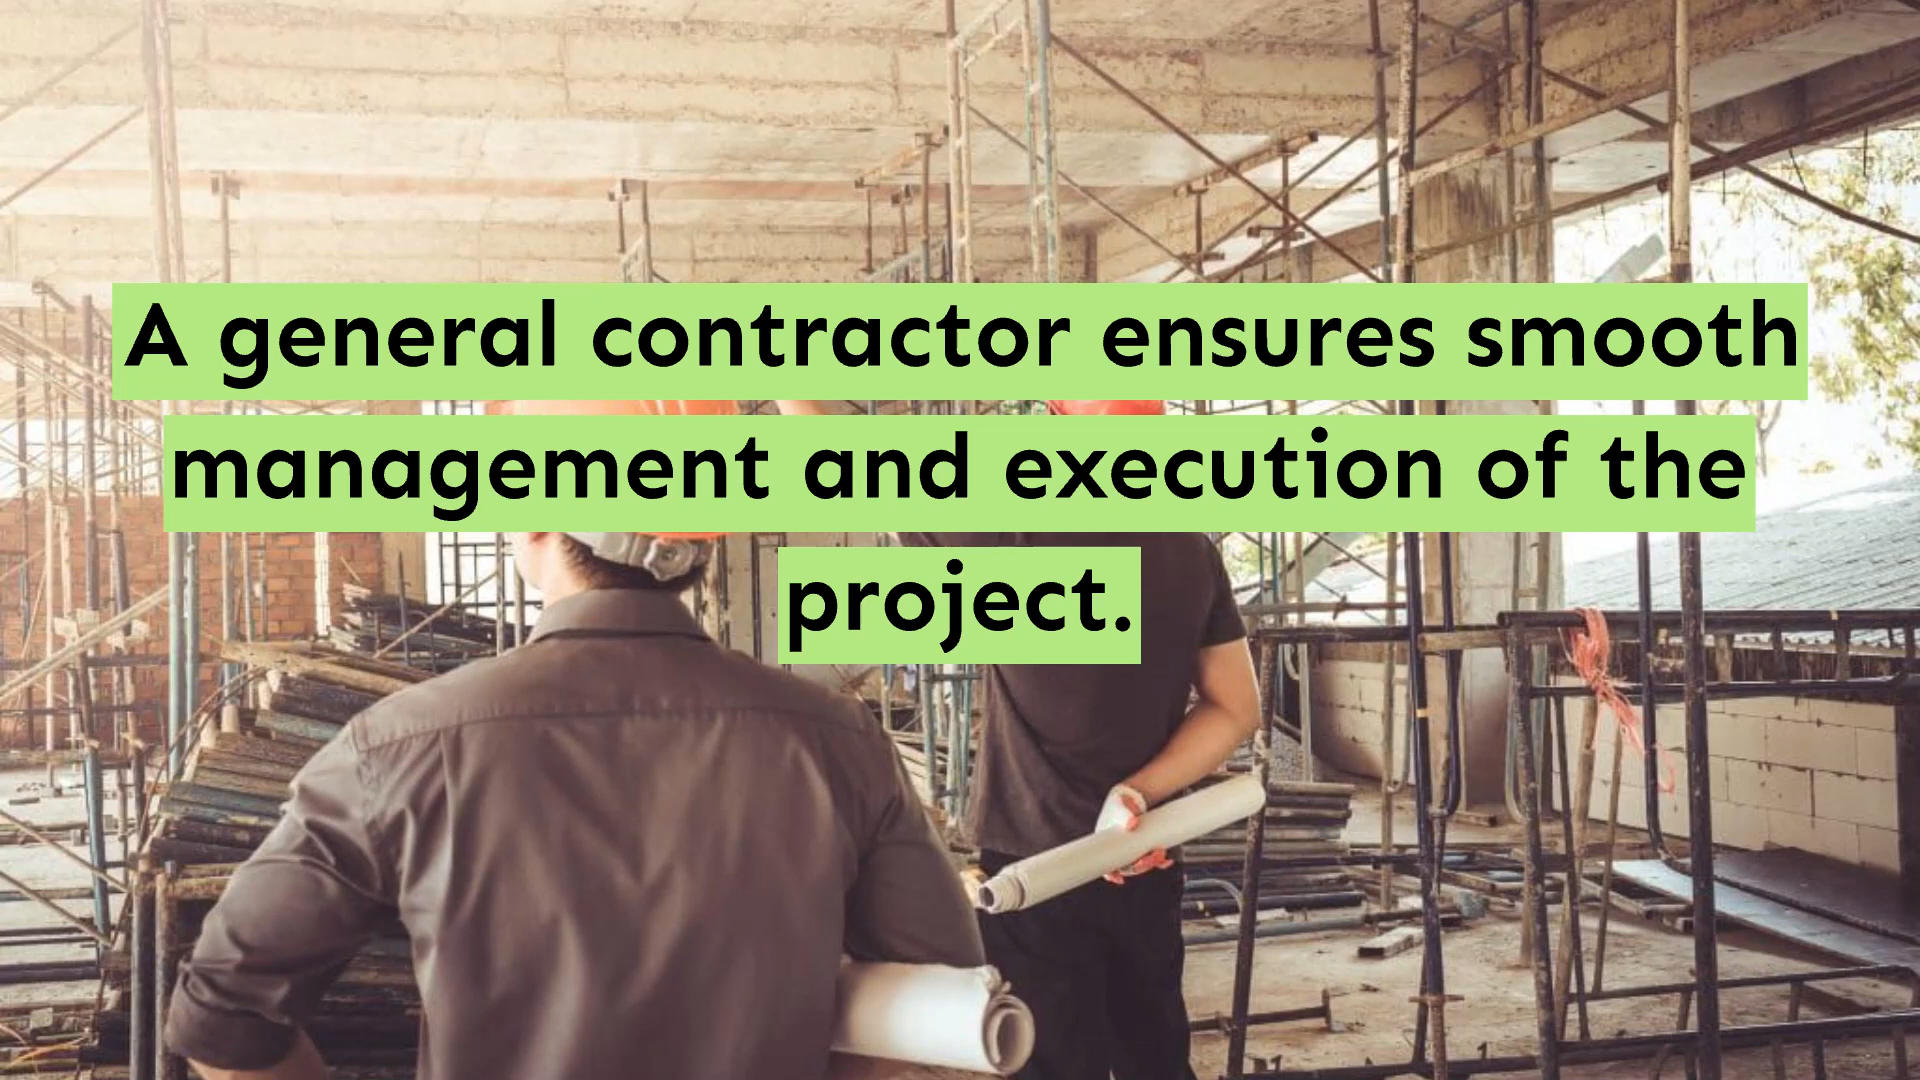 A general contractor ensures smooth
management and execution of the
project.